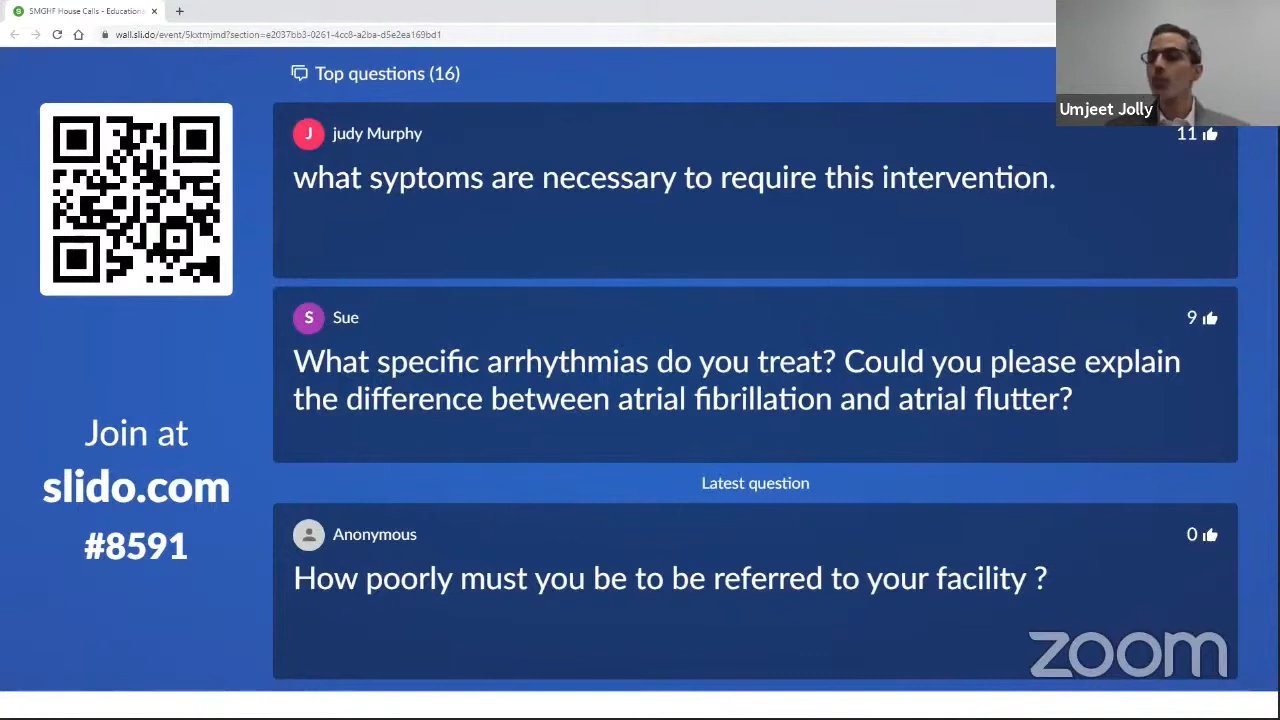 SMGHF House Calls - Educationa
wall.sli.do/event/5kxtmjmd?section=e2037bb3-0261-4cc8-a2ba-d5e2ea169bd1
Top questions (16)
Umjeet Jolly
J judy Murphy 11
what syptoms are necessary to require this intervention.
S Sue 9
What specific arrhythmias do you treat? Could you please explain
the difference between atrial fibrillation and atrial flutter?
Join at
slido.com
#8591
Latest question
Anonymous 0
How poorly must you be to be referred to your facility ?
zoom